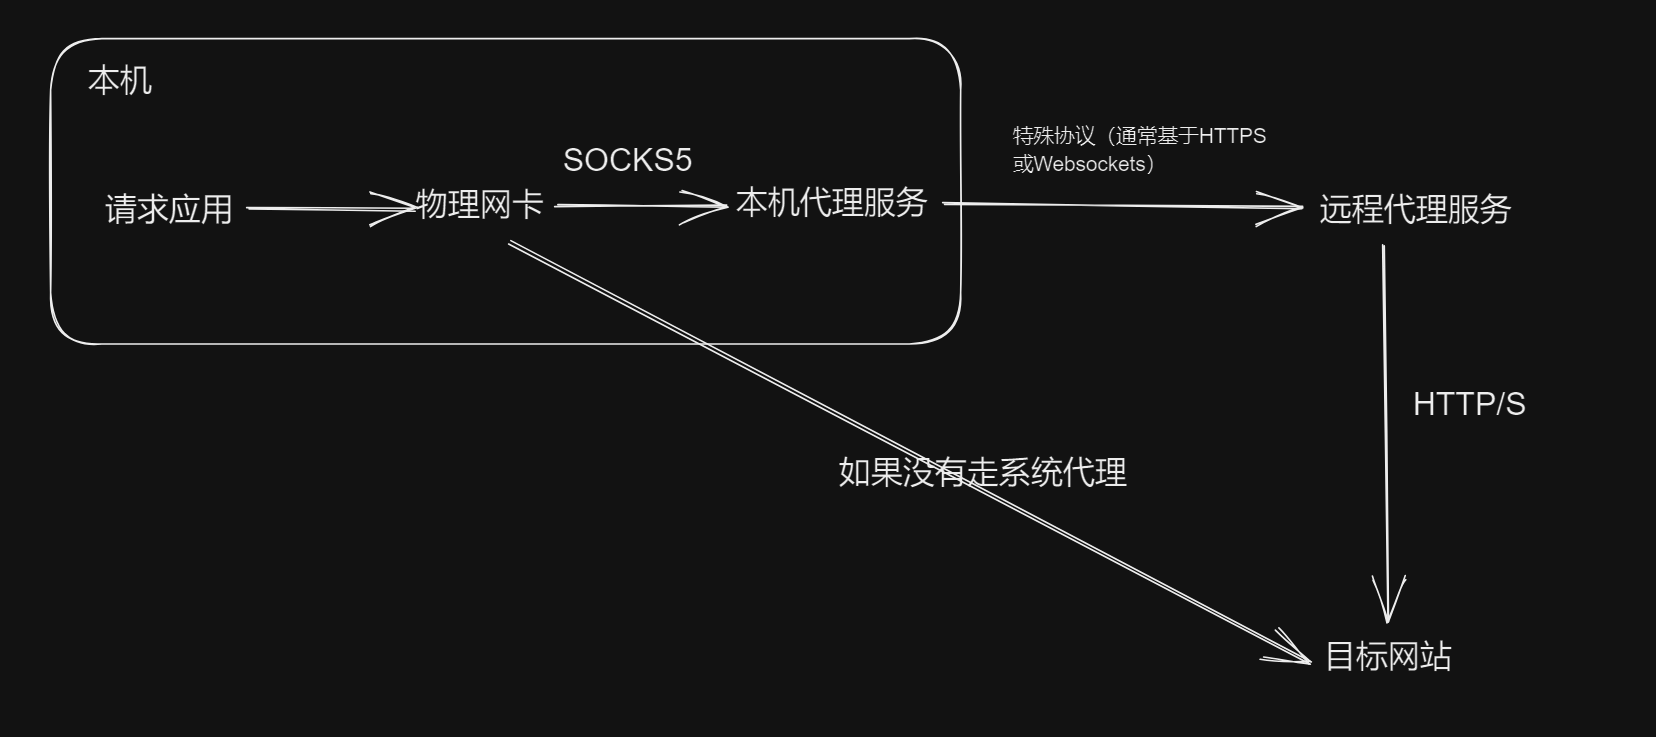 本机
特殊协议（通常基于HTTPS
或Websockets）
SOCKS5
请求应用
物理网卡
本机代理服务
远程代理服务
HTTP/S
如果没有走系统代理
目标网站